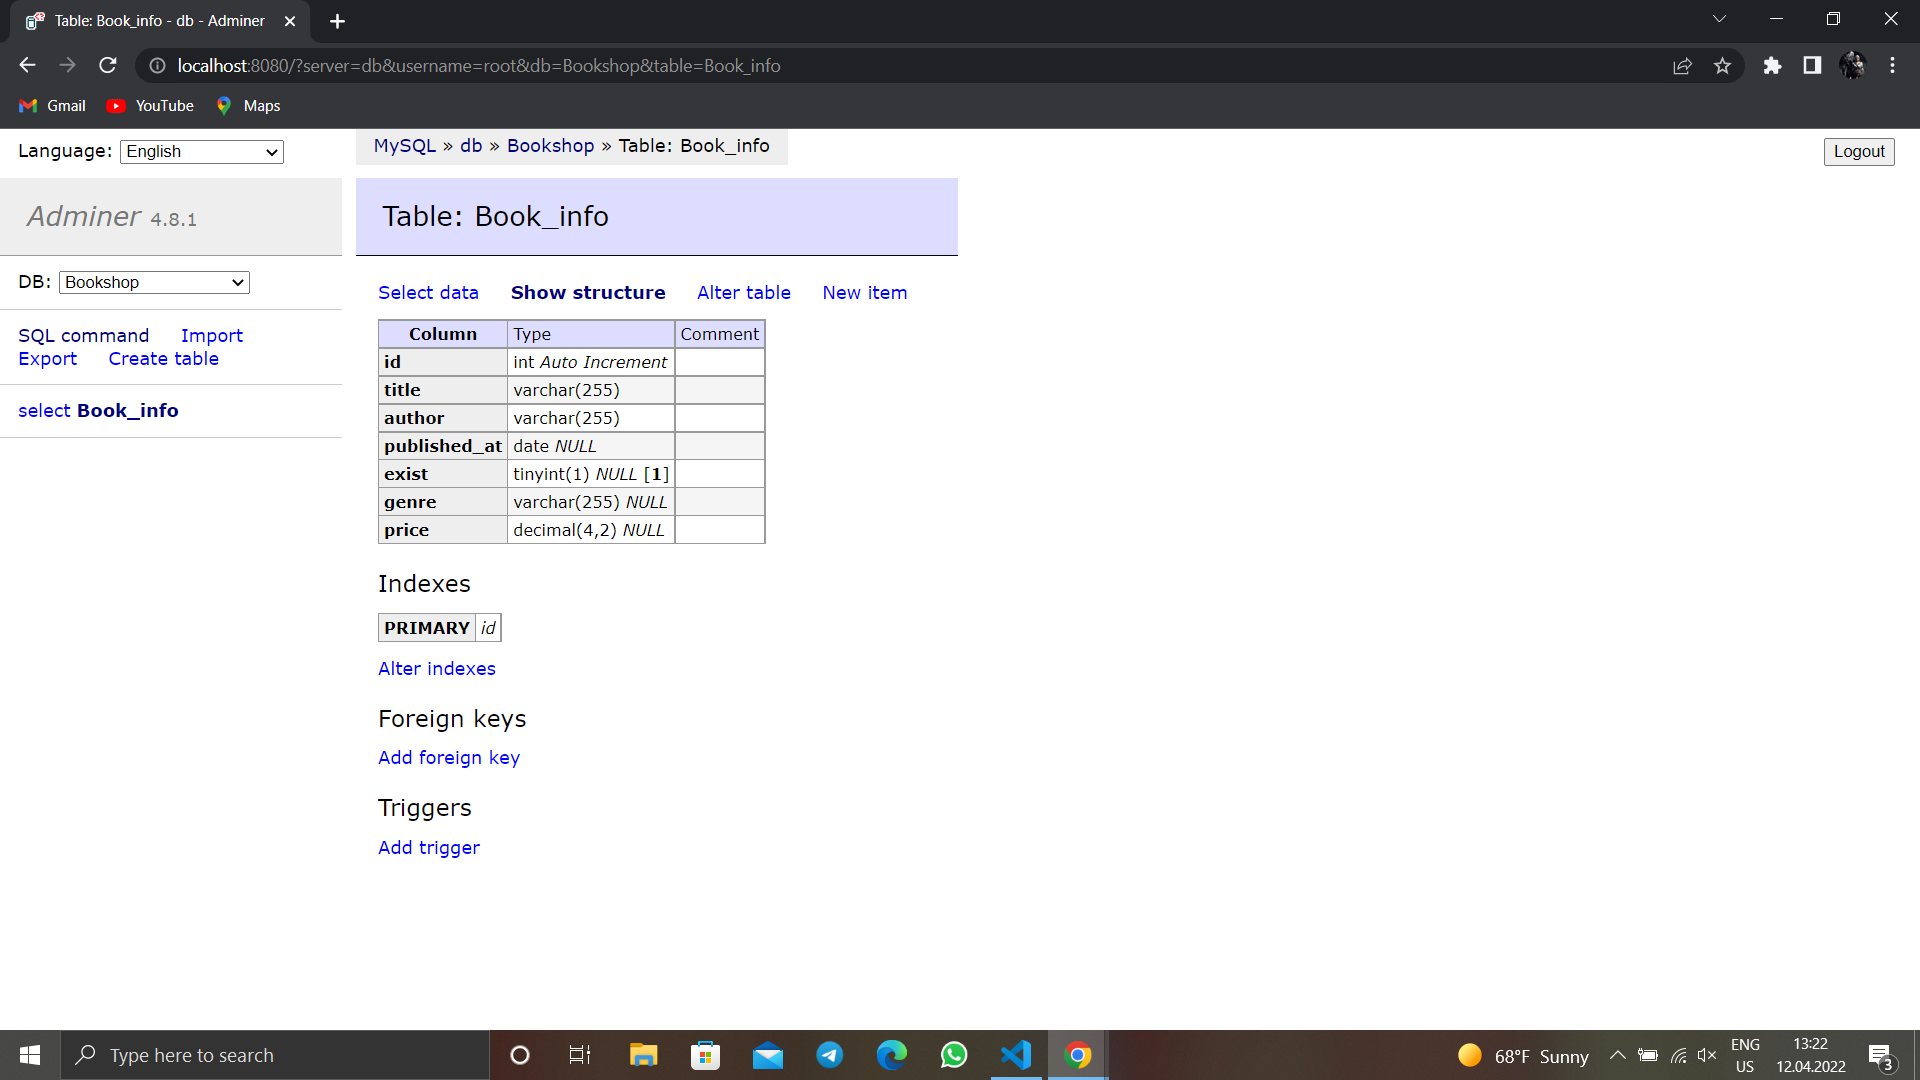 Table: Book_info - db - Adminer
localhost:8080/?server=db&username=root&db=Bookshop&table=Book_info
Gmail YouTube Maps
Language: English
MySQL » db » Bookshop » Table: Book_info
Logout
Adminer 4.8.1
Table: Book_info
DB: Bookshop
SQL command Import
Export Create table
select Book_info
Select data Show structure Alter table New item
Column Type Comment
id int Auto Increment
title varchar(255)
author varchar(255)
published_at date NULL
exist tinyint(1) NULL [1]
genre varchar(255) NULL
price decimal(4,2) NULL
Indexes
PRIMARY id
Alter indexes
Foreign keys
Add foreign key
Triggers
Add trigger
Type here to search
68°F Sunny
ENG
US
13:22
12.04.2022
3